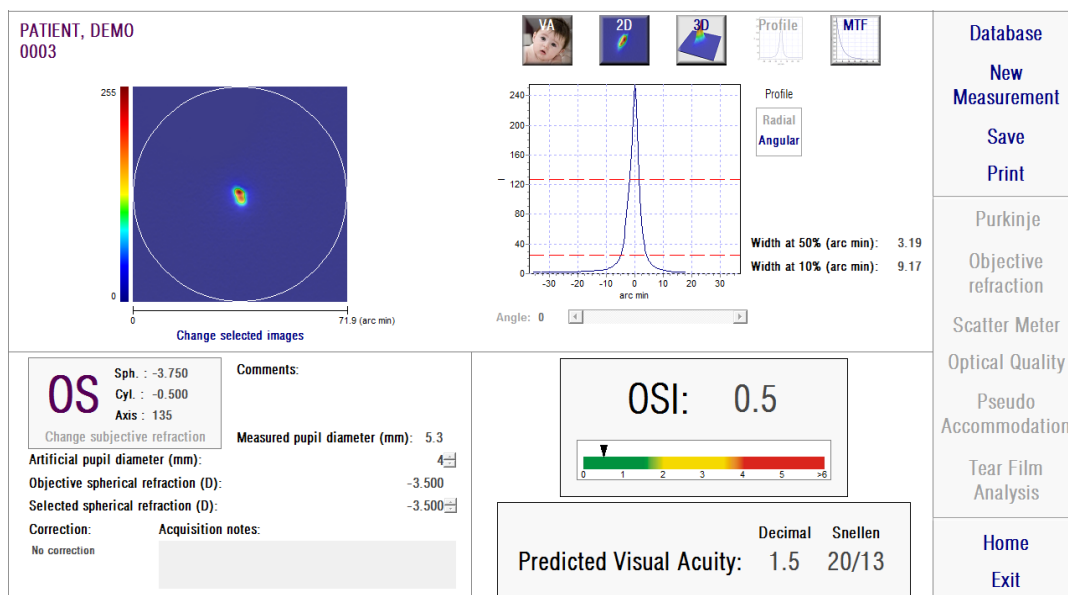 PATIENT, DEMO
0003
255
0
0
71.9 (arc min)
Change selected images
VA
2D
3D
Profile
MTF
240
200
160
120
80
40
0
-30 -20 -10 0 10 20 30
arc min
Profile
Radial
Angular
Width at 50% (arc min): 3.19
Width at 10% (arc min): 9.17
Angle: 0
OS
Sph. : -3.750
Cyl. : -0.500
Axis : 135
Change subjective refraction
Comments:
Measured pupil diameter (mm): 5.3
Artificial pupil diameter (mm): 4
Objective spherical refraction (D): -3.500
Selected spherical refraction (D): -3.500
Correction:
No correction
Acquisition notes:
OSI: 0.5
0 1 2 3 4 5 >6
Decimal Snellen
Predicted Visual Acuity: 1.5 20/13
Database
New
Measurement
Save
Print
Purkinje
Objective
refraction
Scatter Meter
Optical Quality
Pseudo
Accommodation
Tear Film
Analysis
Home
Exit